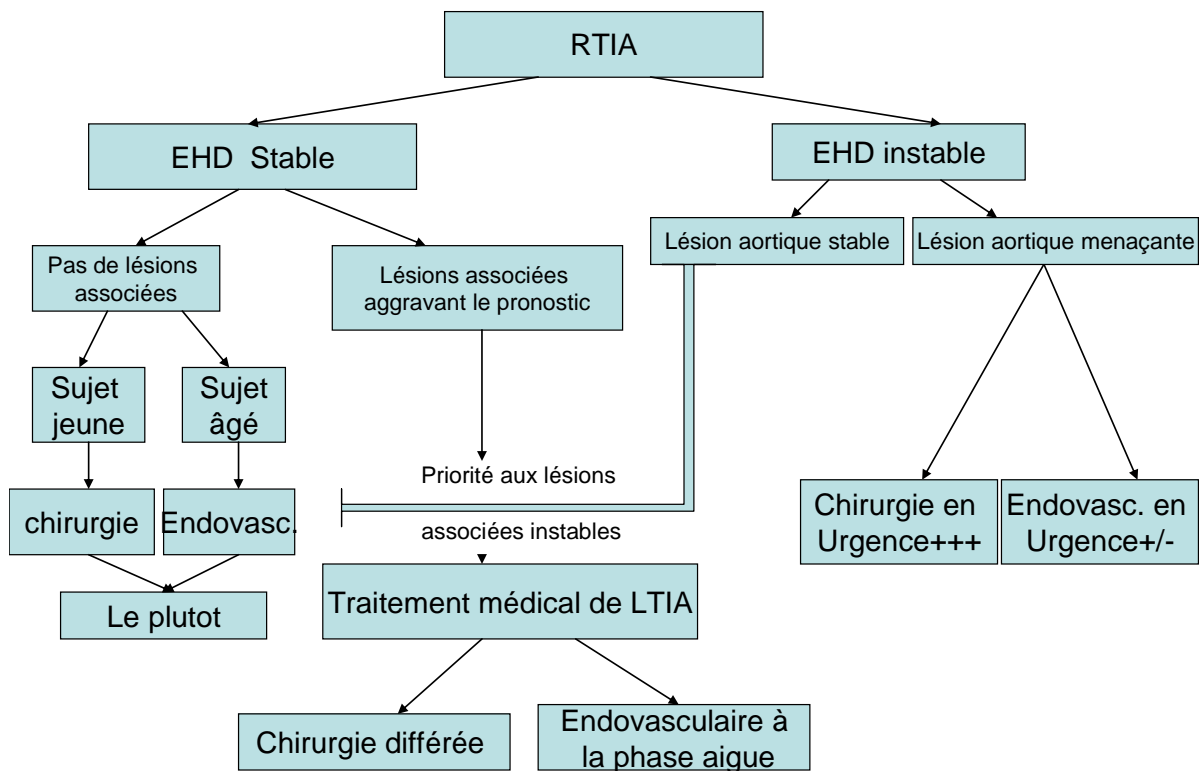 RTIA
EHD Stable
EHD instable
Lésion aortique stable
Lésion aortique menaçante
Pas de lésions
associées
Lésions associées
aggravant le pronostic
Sujet
jeune
Sujet
âgé
Priorité aux lésions
associées instables
chirurgie
Endovasc.
Chirurgie en
Urgence+++
Endovasc. en
Urgence+/-
Le plutot
Traitement médical de LTIA
Chirurgie différée
Endovasculaire à
la phase aigue